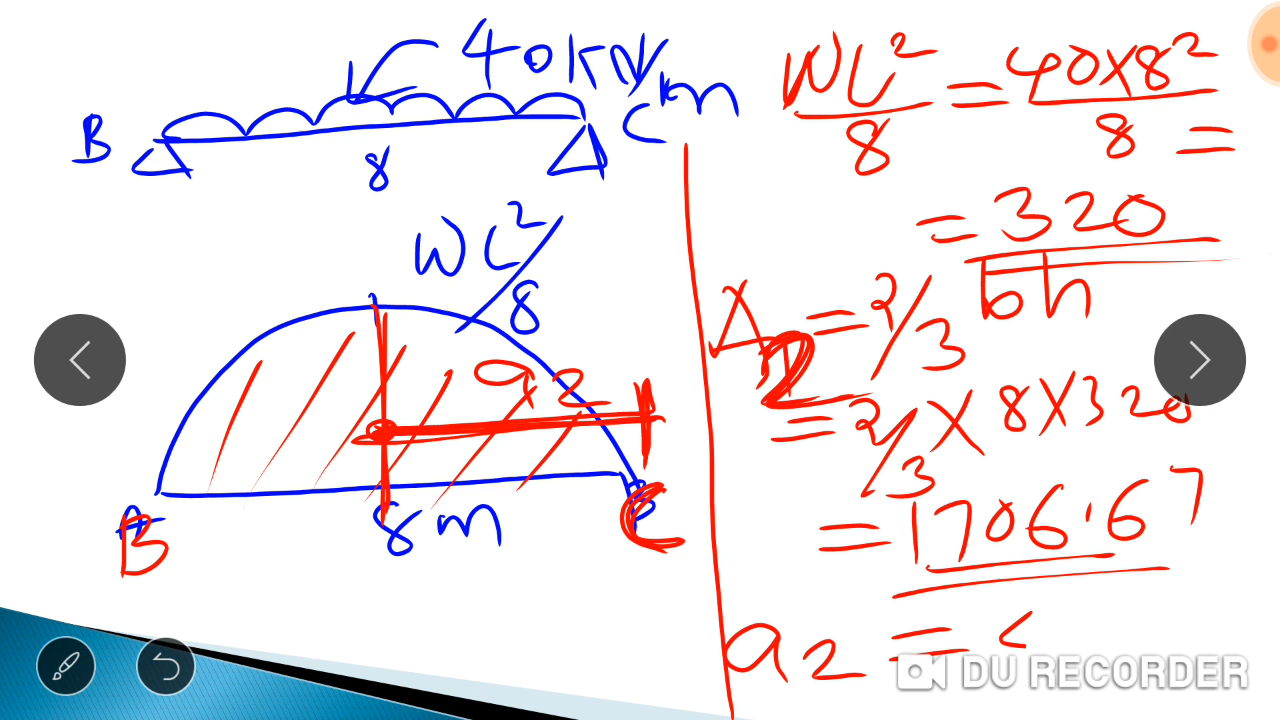 40KN/m
B
C
8
WL²/8
a2
B
8m
C
WL²/8 = 40×8²/8 =
= 320
A2 = 2/3 bh
= 2/3 × 8×320
= 1706.67
a2 =
DU RECORDER